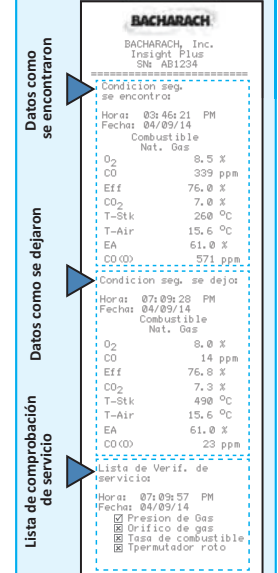 Datos como
se encontraron
Datos como se dejaron
Lista de comprobación
de servicio
BACHARACH
BACHARACH, Inc.
Insight Plus
SN: AB1234
=========================
Condicion seg.
se encontro:
Hora: 03:46:21 PM
Fecha: 04/09/14
Combustible
Nat. Gas
O2 8.5 %
CO 339 ppm
Eff 76.0 %
CO2 7.0 %
T-Stk 260 °C
T-Air 15.6 °C
EA 61.0 %
CO(O) 571 ppm
Condicion seg. se dejo:
Hora: 07:09:28 PM
Fecha: 04/09/14
Combustible
Nat. Gas
O2 8.0 %
CO 14 ppm
Eff 76.8 %
CO2 7.3 %
T-Stk 490 °C
T-Air 15.6 °C
EA 61.0 %
CO(O) 23 ppm
Lista de Verif. de
servicio:
Hora: 07:09:57 PM
Fecha: 04/09/14
☑ Presion de Gas
☒ Orifico de gas
☒ Tasa de combustible
☒ Tpermutador roto